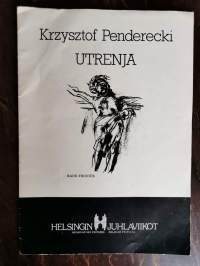 Krzysztof Penderecki
UTRENJA
HELSINGIN JUHLAVIIKOT